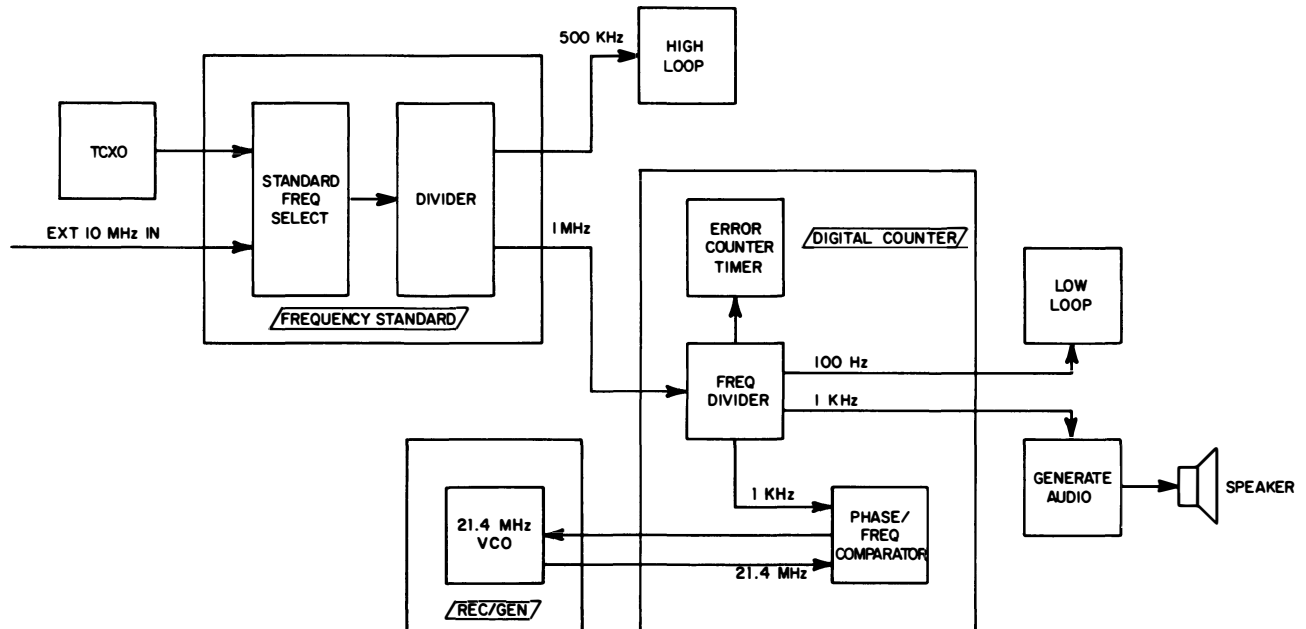 500 KHz
HIGH
LOOP
TCXO
STANDARD
FREQ
SELECT
DIVIDER
EXT 10 MHz IN
1 MHz
FREQUENCY STANDARD
ERROR
COUNTER
TIMER
DIGITAL COUNTER
LOW
LOOP
FREQ
DIVIDER
100 Hz
1 KHz
GENERATE
AUDIO
SPEAKER
1 KHz
PHASE/
FREQ
COMPARATOR
21.4 MHz
VCO
21.4 MHz
REC/GEN